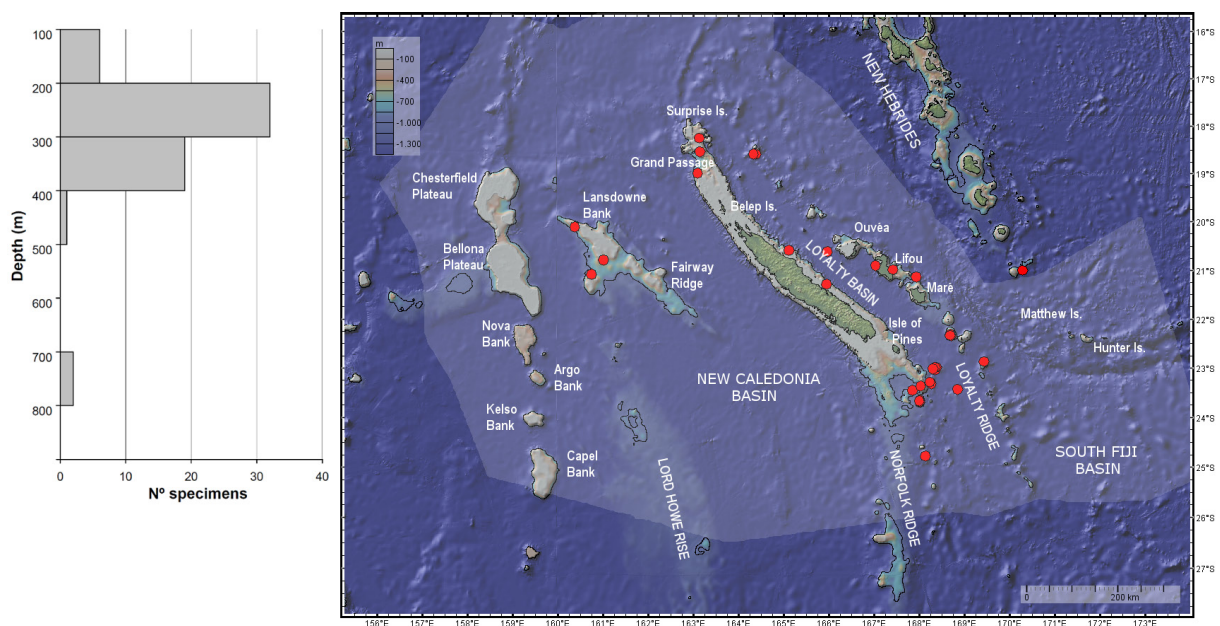 100
200
300
400
500
600
700
800
Depth (m)
0
10
20
30
40
Nº specimens
m
-100
-400
-700
-1.000
-1.300
Surprise Is.
Grand Passage
Belep Is.
Chesterfield
Plateau
Lansdowne
Bank
Bellona
Plateau
Fairway
Ridge
Nova
Bank
Argo
Bank
Kelso
Bank
Capel
Bank
NEW CALEDONIA
BASIN
LORD HOWE RISE
NORFOLK RIDGE
LOYALTY BASIN
LOYALTY RIDGE
Ouvéa
Lifou
Maré
Isle of
Pines
NEW HEBRIDES
Matthew Is.
Hunter Is.
SOUTH FIJI
BASIN
0
200 km
16°S
17°S
18°S
19°S
20°S
21°S
22°S
23°S
24°S
25°S
26°S
27°S
156°E
157°E
158°E
159°E
160°E
161°E
162°E
163°E
164°E
165°E
166°E
167°E
168°E
169°E
170°E
171°E
172°E
173°E